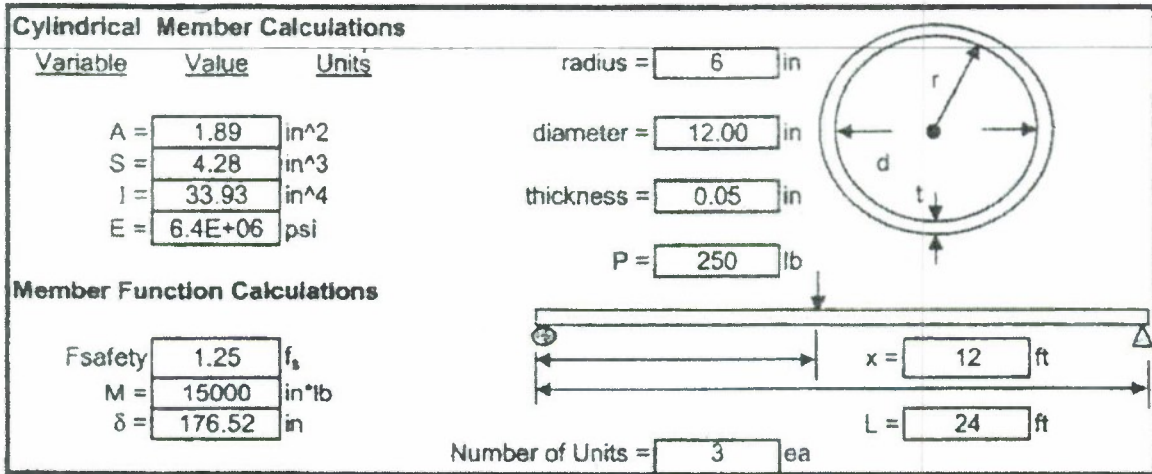 Cylindrical Member Calculations
Variable Value Units
radius = 6 in
r
A = 1.89 in^2
diameter = 12.00 in
S = 4.28 in^3
d
I = 33.93 in^4
thickness = 0.05 in
t
E = 6.4E+06 psi
P = 250 lb
Member Function Calculations
Fsafety 1.25 fs
x = 12 ft
M = 15000 in*lb
δ = 176.52 in
L = 24 ft
Number of Units = 3 ea